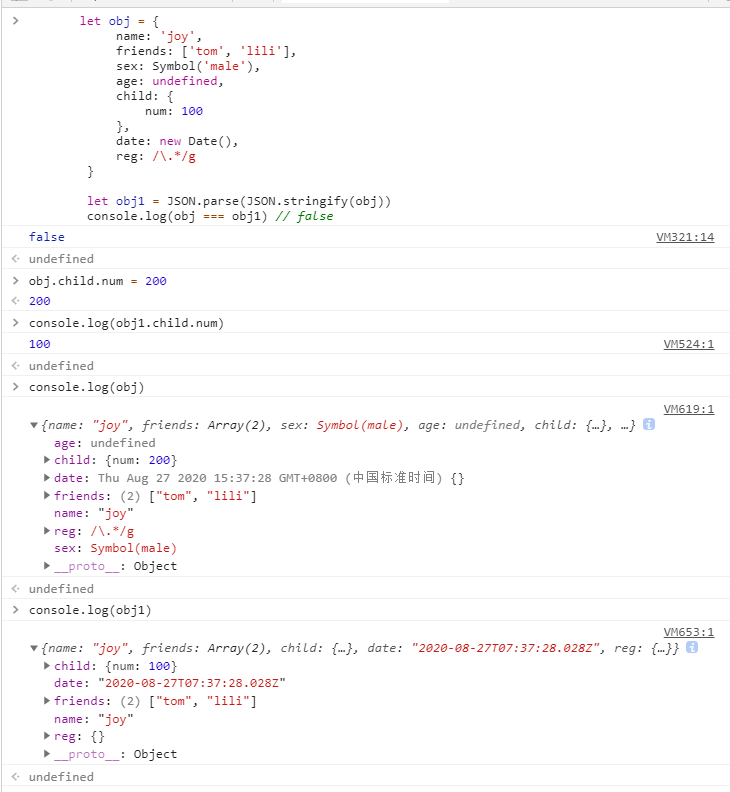 let obj = {
name: 'joy',
friends: ['tom', 'lili'],
sex: Symbol('male'),
age: undefined,
child: {
num: 100
},
date: new Date(),
reg: /\.*/g
}
let obj1 = JSON.parse(JSON.stringify(obj))
console.log(obj === obj1) // false
false VM321:14
undefined
obj.child.num = 200
200
console.log(obj1.child.num)
100 VM524:1
undefined
console.log(obj)
VM619:1
{name: "joy", friends: Array(2), sex: Symbol(male), age: undefined, child: {…}, …}
age: undefined
child: {num: 200}
date: Thu Aug 27 2020 15:37:28 GMT+0800 (中国标准时间) {}
friends: (2) ["tom", "lili"]
name: "joy"
reg: /\.*/g
sex: Symbol(male)
__proto__: Object
undefined
console.log(obj1)
VM653:1
{name: "joy", friends: Array(2), child: {…}, date: "2020-08-27T07:37:28.028Z", reg: {…}}
child: {num: 100}
date: "2020-08-27T07:37:28.028Z"
friends: (2) ["tom", "lili"]
name: "joy"
reg: {}
__proto__: Object
undefined